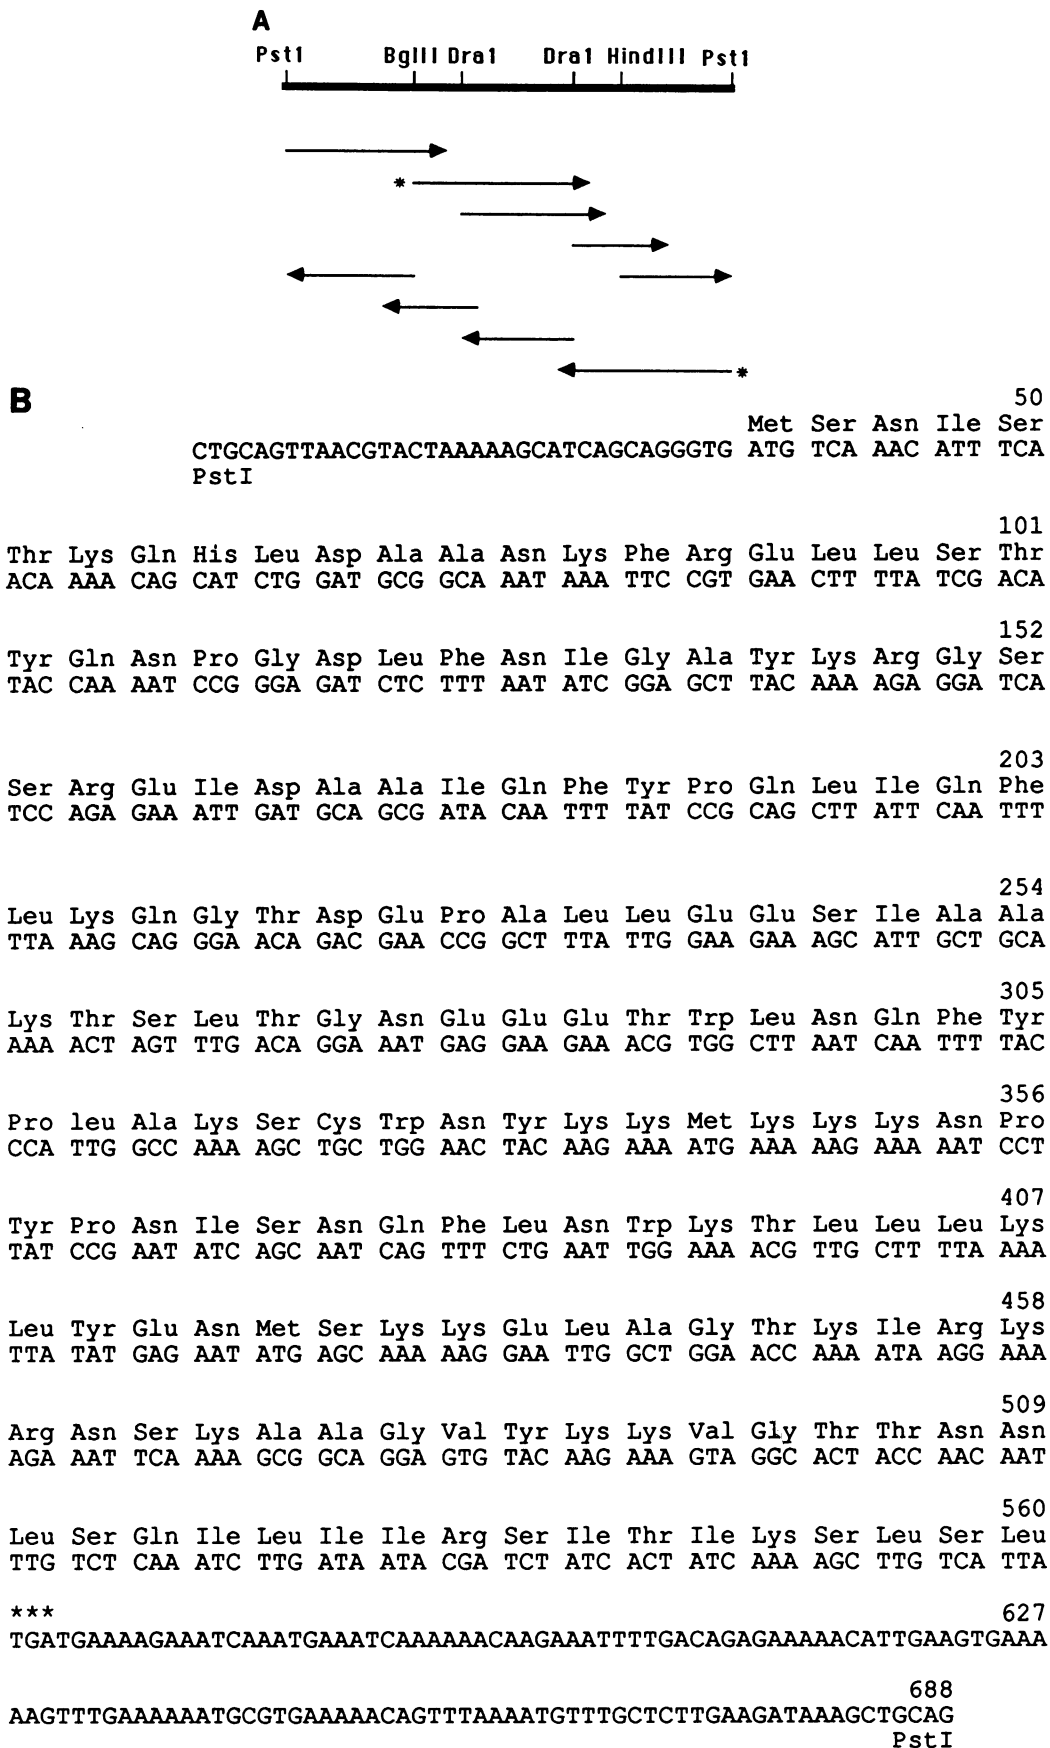 A
Pst1 BglII Dra1 Dra1 HindIII Pst1
*
*
B
50
Met Ser Asn Ile Ser
CTGCAGTTAACGTACTAAAAAGCATCAGCAGGGTG ATG TCA AAC ATT TCA
PstI
101
Thr Lys Gln His Leu Asp Ala Ala Asn Lys Phe Arg Glu Leu Leu Ser Thr
ACA AAA CAG CAT CTG GAT GCG GCA AAT AAA TTC CGT GAA CTT TTA TCG ACA
152
Tyr Gln Asn Pro Gly Asp Leu Phe Asn Ile Gly Ala Tyr Lys Arg Gly Ser
TAC CAA AAT CCG GGA GAT CTC TTT AAT ATC GGA GCT TAC AAA AGA GGA TCA
203
Ser Arg Glu Ile Asp Ala Ala Ile Gln Phe Tyr Pro Gln Leu Ile Gln Phe
TCC AGA GAA ATT GAT GCA GCG ATA CAA TTT TAT CCG CAG CTT ATT CAA TTT
254
Leu Lys Gln Gly Thr Asp Glu Pro Ala Leu Leu Glu Glu Ser Ile Ala Ala
TTA AAG CAG GGA ACA GAC GAA CCG GCT TTA TTG GAA GAA AGC ATT GCT GCA
305
Lys Thr Ser Leu Thr Gly Asn Glu Glu Glu Thr Trp Leu Asn Gln Phe Tyr
AAA ACT AGT TTG ACA GGA AAT GAG GAA GAA ACG TGG CTT AAT CAA TTT TAC
356
Pro leu Ala Lys Ser Cys Trp Asn Tyr Lys Lys Met Lys Lys Lys Asn Pro
CCA TTG GCC AAA AGC TGC TGG AAC TAC AAG AAA ATG AAA AAG AAA AAT CCT
407
Tyr Pro Asn Ile Ser Asn Gln Phe Leu Asn Trp Lys Thr Leu Leu Leu Lys
TAT CCG AAT ATC AGC AAT CAG TTT CTG AAT TGG AAA ACG TTG CTT TTA AAA
458
Leu Tyr Glu Asn Met Ser Lys Lys Glu Leu Ala Gly Thr Lys Ile Arg Lys
TTA TAT GAG AAT ATG AGC AAA AAG GAA TTG GCT GGA ACC AAA ATA AGG AAA
509
Arg Asn Ser Lys Ala Ala Gly Val Tyr Lys Lys Val Gly Thr Thr Asn Asn
AGA AAT TCA AAA GCG GCA GGA GTG TAC AAG AAA GTA GGC ACT ACC AAC AAT
560
Leu Ser Gln Ile Leu Ile Ile Arg Ser Ile Thr Ile Lys Ser Leu Ser Leu
TTG TCT CAA ATC TTG ATA ATA CGA TCT ATC ACT ATC AAA AGC TTG TCA TTA
*** 627
TGATGAAAAGAAATCAAATGAAATCAAAAAACAAGAAATTTTGACAGAGAAAAACATTGAAGTGAAA
688
AAGTTTGAAAAAATGCGTGAAAAACAGTTTAAAATGTTTGCTCTTGAAGATAAAGCTGCAG
PstI